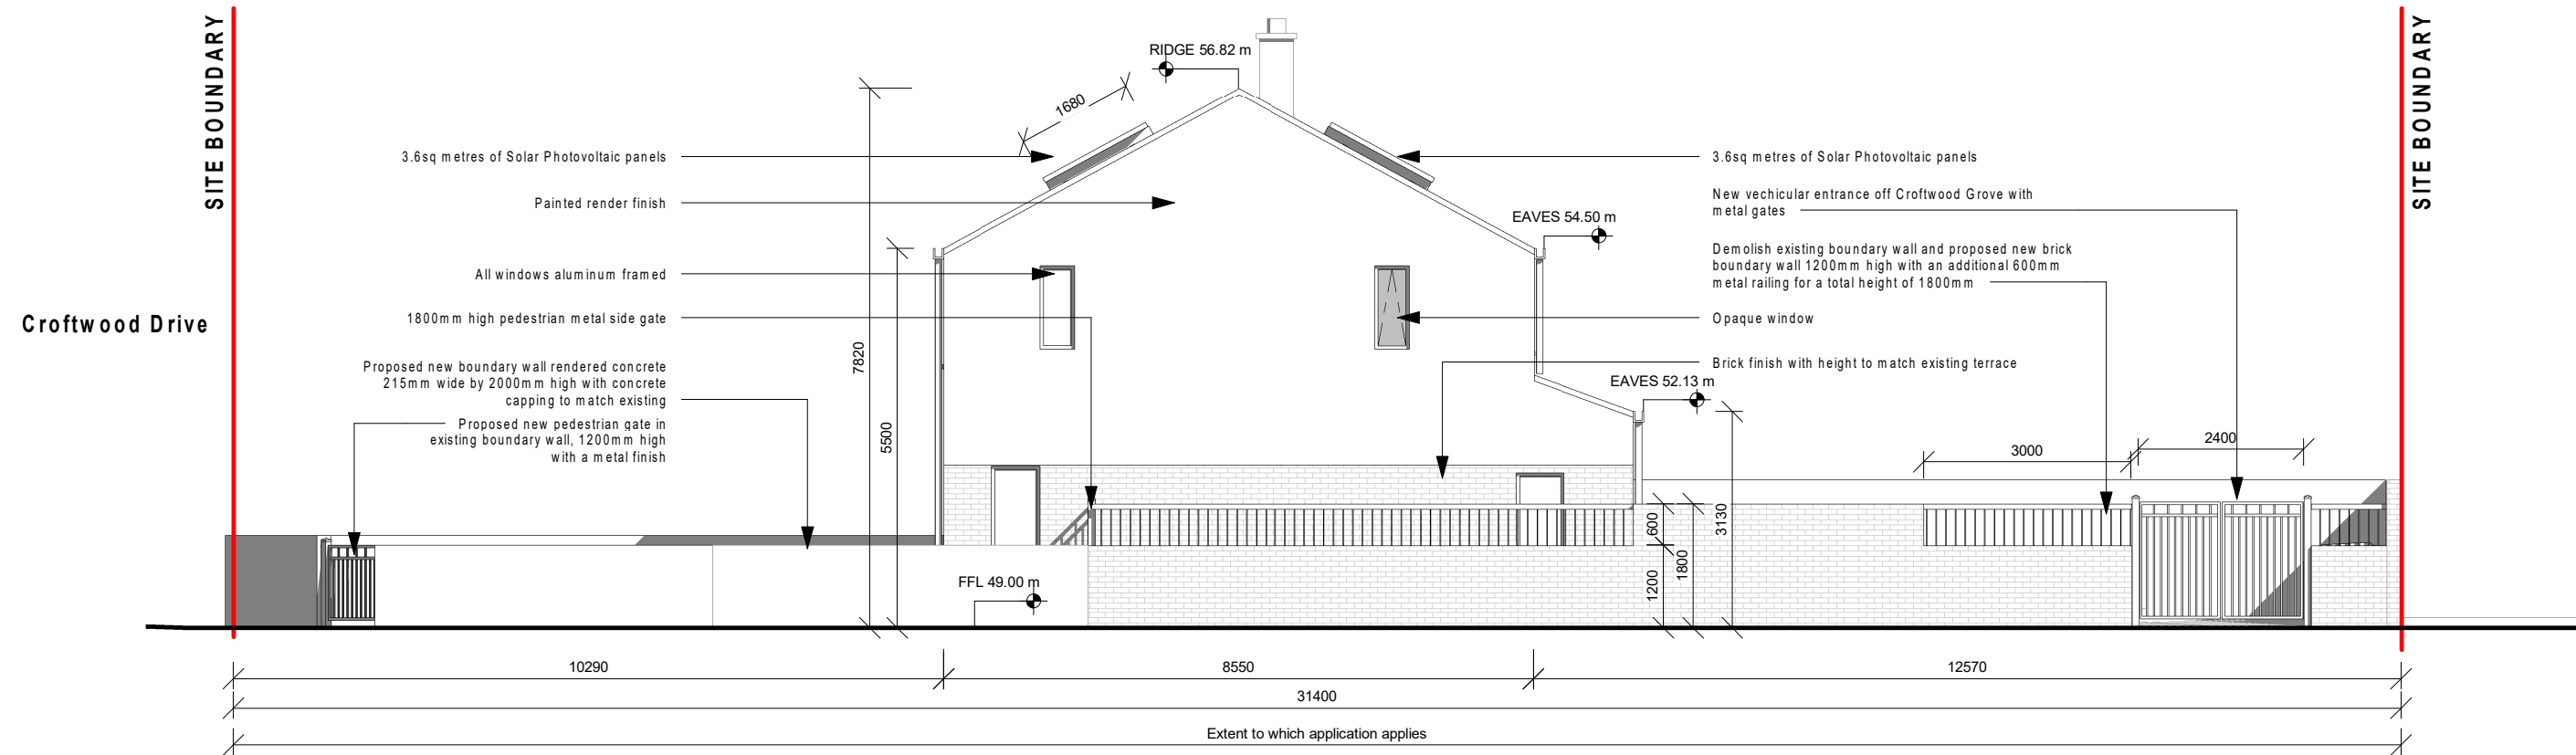 SITE BOUNDARY
SITE BOUNDARY
RIDGE 56.82 m
1680
3.6sq metres of Solar Photovoltaic panels
Painted render finish
All windows aluminum framed
1800mm high pedestrian metal side gate
Croftwood Drive
Proposed new boundary wall rendered concrete
215mm wide by 2000mm high with concrete
capping to match existing
Proposed new pedestrian gate in
existing boundary wall, 1200mm high
with a metal finish
7820
5500
3.6sq metres of Solar Photovoltaic panels
New vechicular entrance off Croftwood Grove with
metal gates
EAVES 54.50 m
Demolish existing boundary wall and proposed new brick
boundary wall 1200mm high with an additional 600mm
metal railing for a total height of 1800mm
Opaque window
Brick finish with height to match existing terrace
EAVES 52.13 m
3000
2400
600
1200
1800
3130
FFL 49.00 m
10290
8550
12570
31400
Extent to which application applies